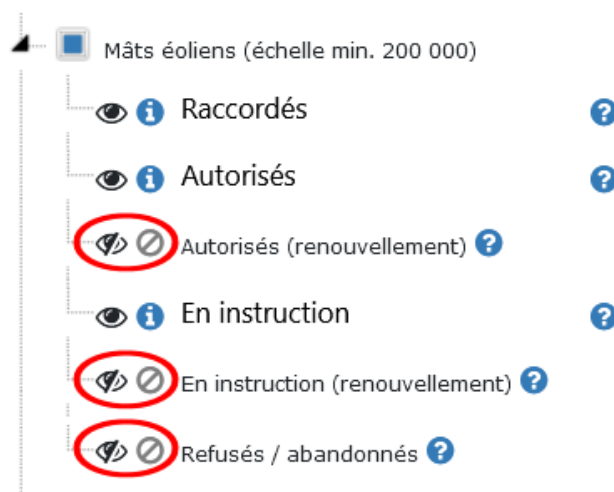 Mâts éoliens (échelle min. 200 000)
Raccordés
Autorisés
Autorisés (renouvellement)
En instruction
En instruction (renouvellement)
Refusés / abandonnés